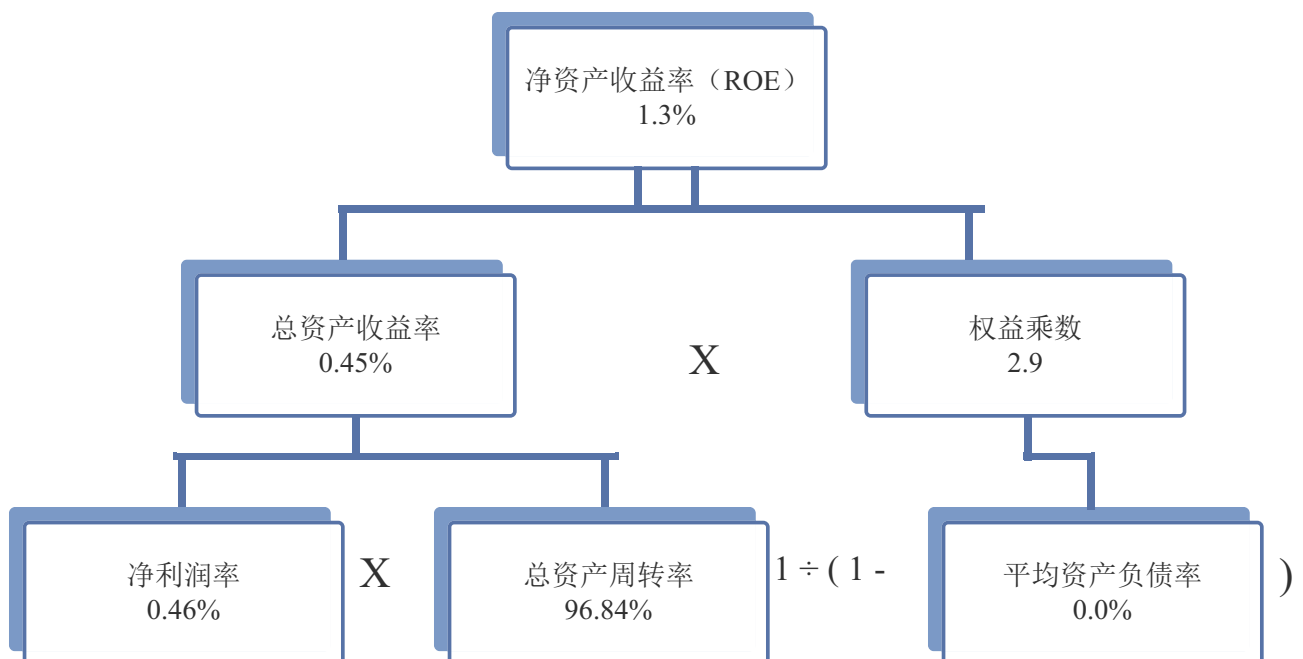 净资产收益率（ROE）
1.3%
总资产收益率
0.45%
X
权益乘数
2.9
净利润率
0.46%
X
总资产周转率
96.84%
1 ÷ ( 1 -
平均资产负债率
0.0%
)